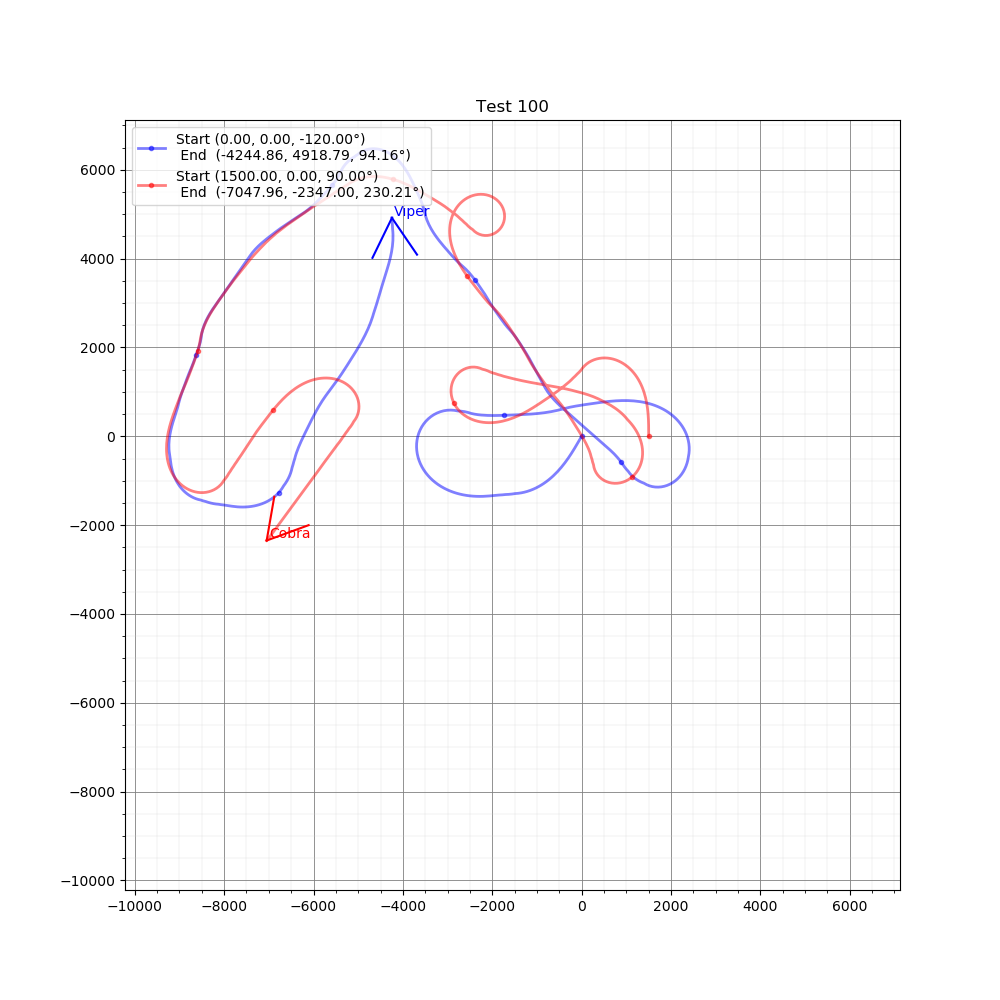 Test 100
Start (0.00, 0.00, -120.00°)
End (-4244.86, 4918.79, 94.16°)
Start (1500.00, 0.00, 90.00°)
End (-7047.96, -2347.00, 230.21°)
Viper
Cobra
6000
4000
2000
0
−2000
−4000
−6000
−8000
−10000
−10000 −8000 −6000 −4000 −2000 0 2000 4000 6000